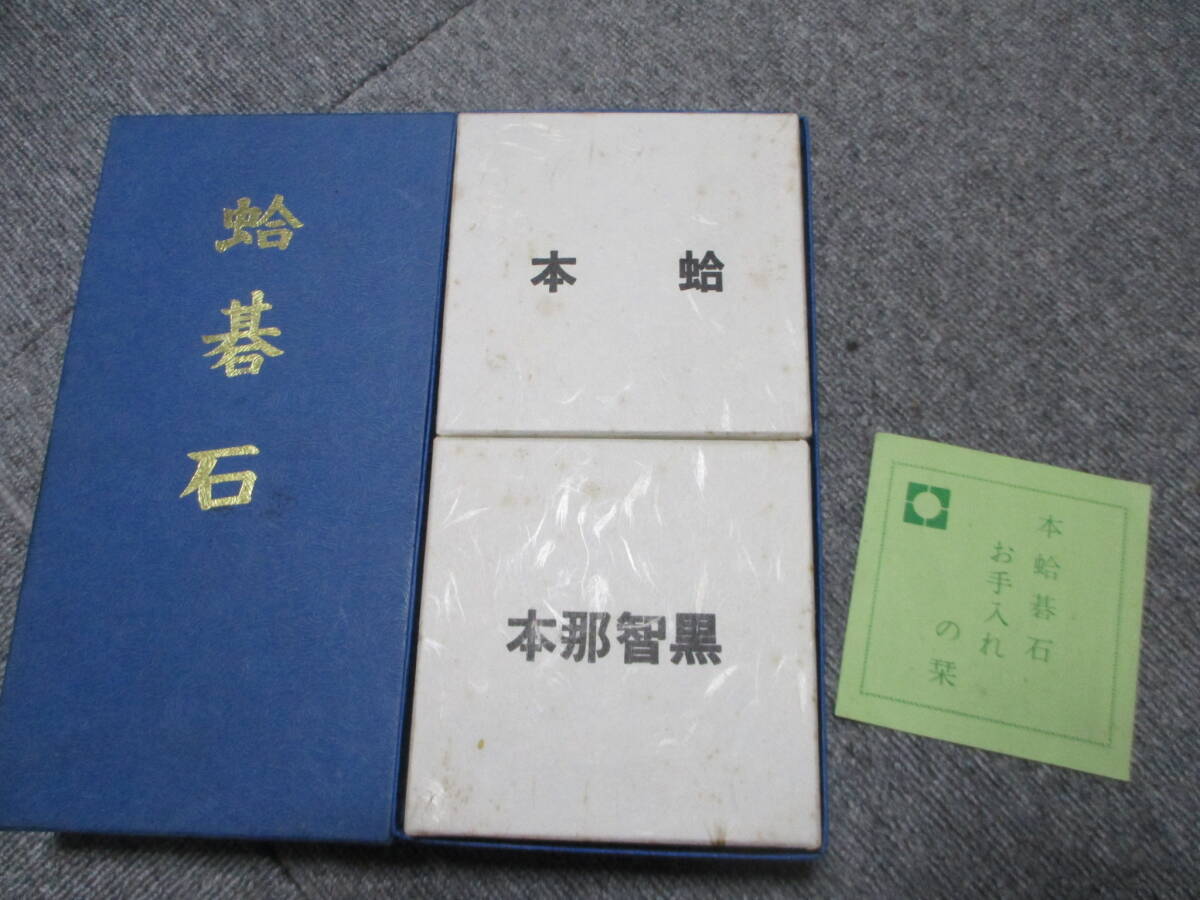 蛤碁石
本 蛤
本那智黒
本蛤碁石
お手入れ
の栞